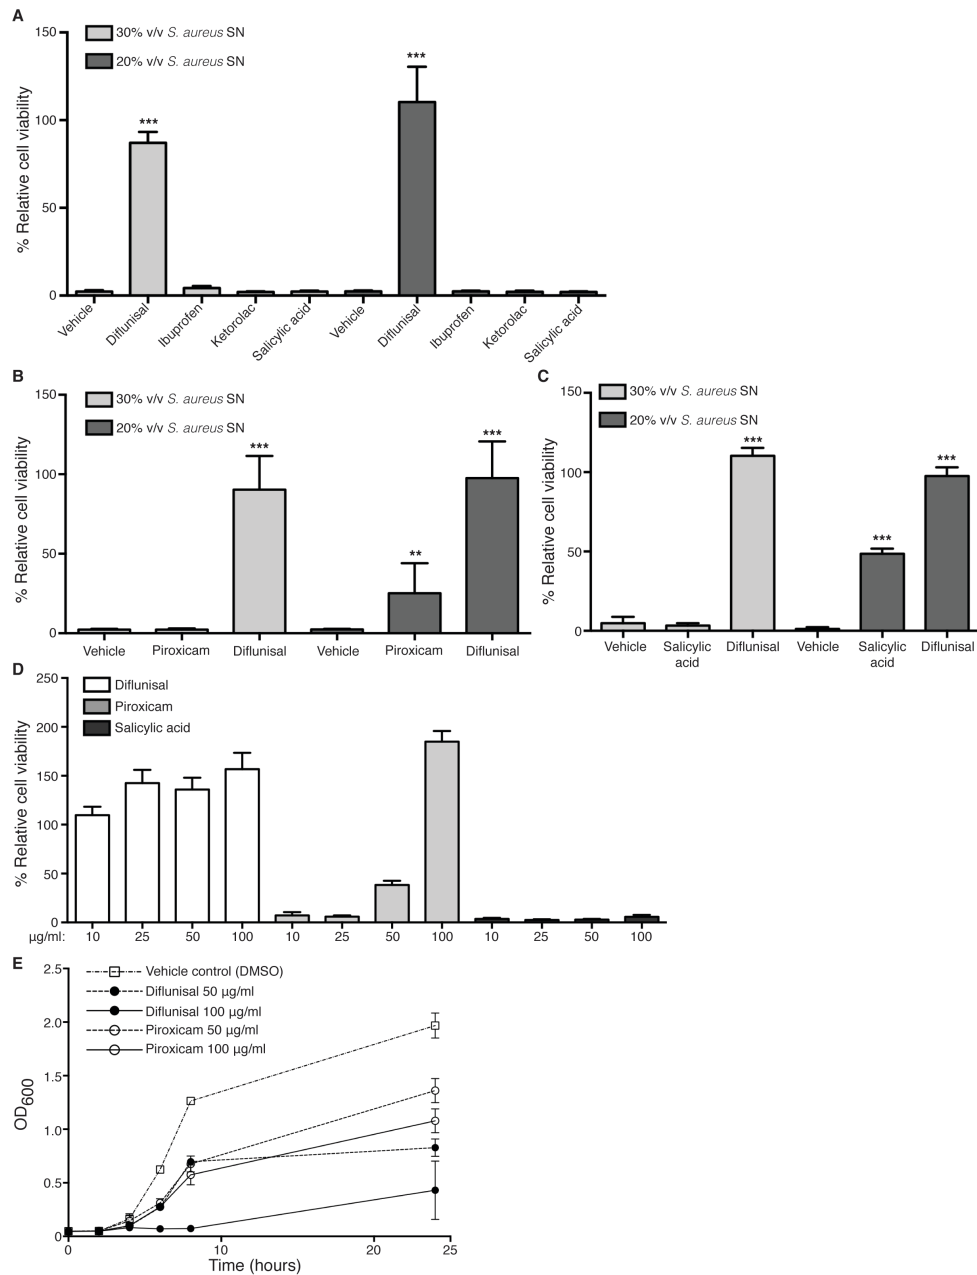 A
150
100
50
0
% Relative cell viability
30% v/v S. aureus SN
20% v/v S. aureus SN
***
***
Vehicle
Diflunisal
Ibuprofen
Ketorolac
Salicylic acid
Vehicle
Diflunisal
Ibuprofen
Ketorolac
Salicylic acid
B
150
100
50
0
% Relative cell viability
30% v/v S. aureus SN
20% v/v S. aureus SN
***
**
***
Vehicle
Piroxicam
Diflunisal
Vehicle
Piroxicam
Diflunisal
C
150
100
50
0
% Relative cell viability
30% v/v S. aureus SN
20% v/v S. aureus SN
***
***
***
Vehicle
Salicylic
acid
Diflunisal
Vehicle
Salicylic
acid
Diflunisal
D
250
200
150
100
50
0
% Relative cell viability
Diflunisal
Piroxicam
Salicylic acid
µg/ml: 10 25 50 100 10 25 50 100 10 25 50 100
E
2.5
2.0
1.5
1.0
0.5
0
OD600
Vehicle control (DMSO)
Diflunisal 50 µg/ml
Diflunisal 100 µg/ml
Piroxicam 50 µg/ml
Piroxicam 100 µg/ml
0 10 20 25
Time (hours)